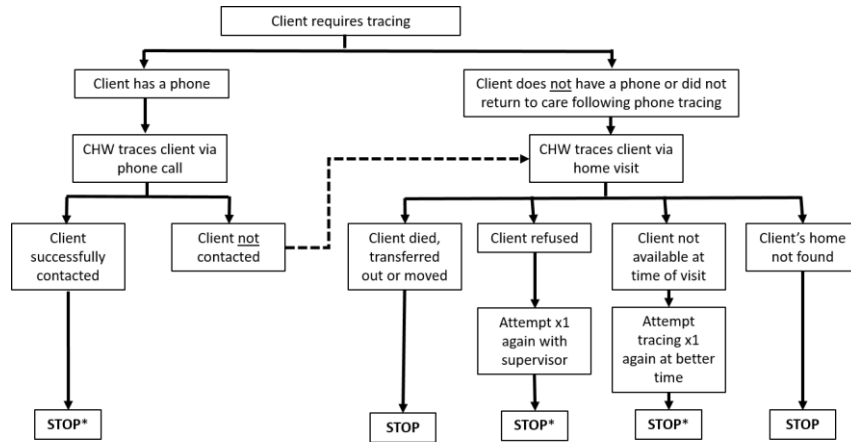 Client requires tracing
Client has a phone
Client does not have a phone or did not
return to care following phone tracing
CHW traces client via
phone call
CHW traces client via
home visit
Client
successfully
contacted
Client not
contacted
Client died,
transferred
out or moved
Client refused
Client not
available at
time of visit
Client's home
not found
Attempt x1
again with
supervisor
Attempt
tracing x1
again at better
time
STOP*
STOP
STOP*
STOP*
STOP